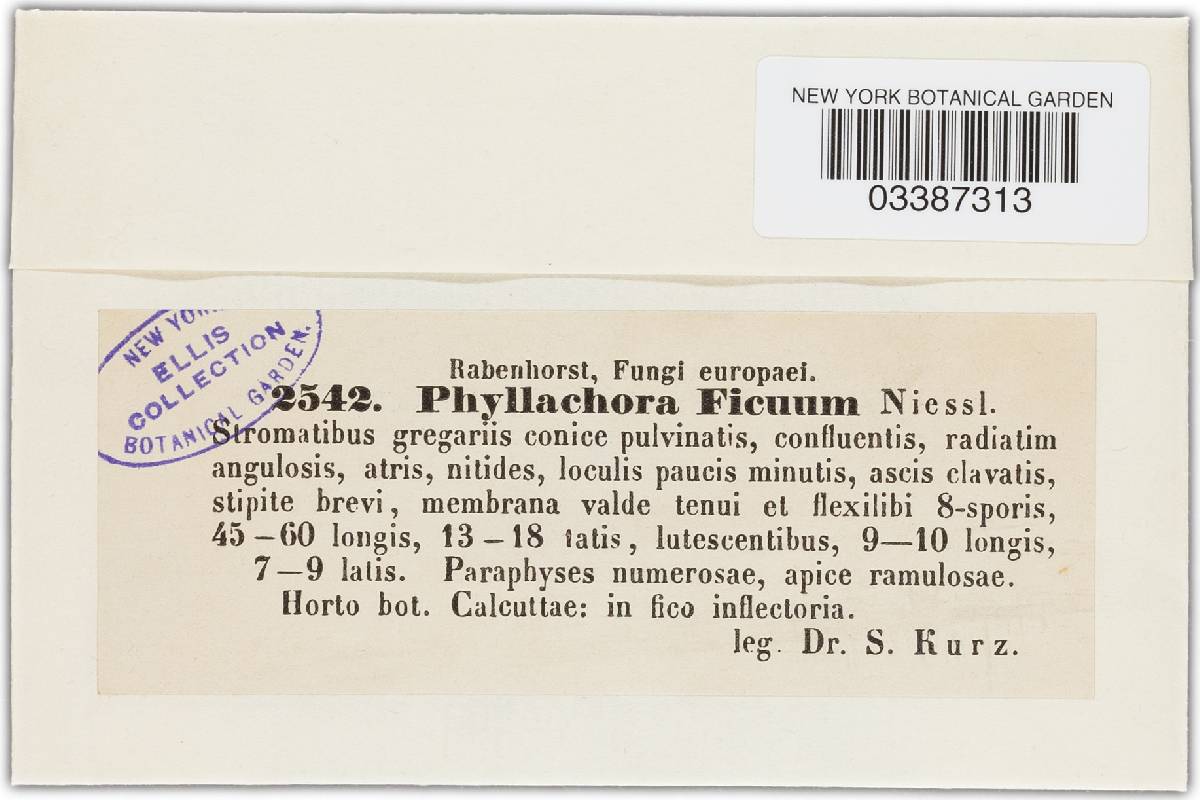 NEW YORK BOTANICAL GARDEN
03387313
NEW YORK
ELLIS
COLLECTION
BOTANICAL GARDEN.
Rabenhorst, Fungi europaei.
2542. Phyllachora Ficuum Niessl.
Stromatibus gregariis conice pulvinatis, confluentis, radiatim
angulosis, atris, nitides, loculis paucis minutis, ascis clavatis,
stipite brevi, membrana valde tenui et flexilibi 8-sporis,
45–60 longis, 13–18 latis, lutescentibus, 9—10 longis,
7–9 latis. Paraphyses numerosae, apice ramulosae.
Horto bot. Calcuttae: in fico inflectoria.
leg. Dr. S. Kurz.